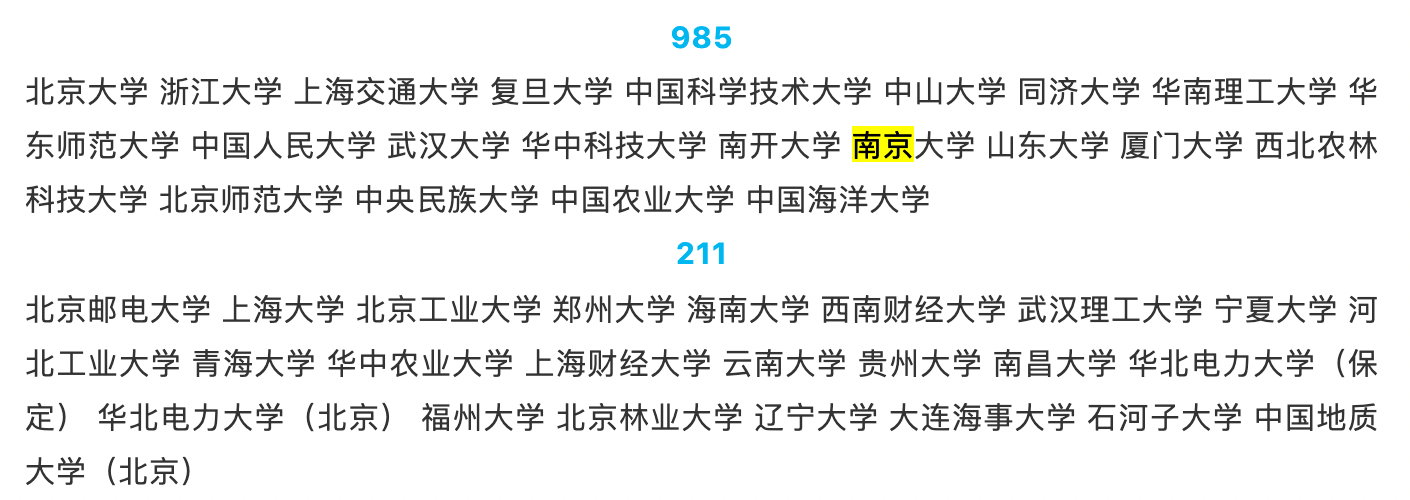 985
北京大学 浙江大学 上海交通大学 复旦大学 中国科学技术大学 中山大学 同济大学 华南理工大学 华
东师范大学 中国人民大学 武汉大学 华中科技大学 南开大学 南京大学 山东大学 厦门大学 西北农林
科技大学 北京师范大学 中央民族大学 中国农业大学 中国海洋大学
211
北京邮电大学 上海大学 北京工业大学 郑州大学 海南大学 西南财经大学 武汉理工大学 宁夏大学 河
北工业大学 青海大学 华中农业大学 上海财经大学 云南大学 贵州大学 南昌大学 华北电力大学（保
定） 华北电力大学（北京） 福州大学 北京林业大学 辽宁大学 大连海事大学 石河子大学 中国地质
大学（北京）